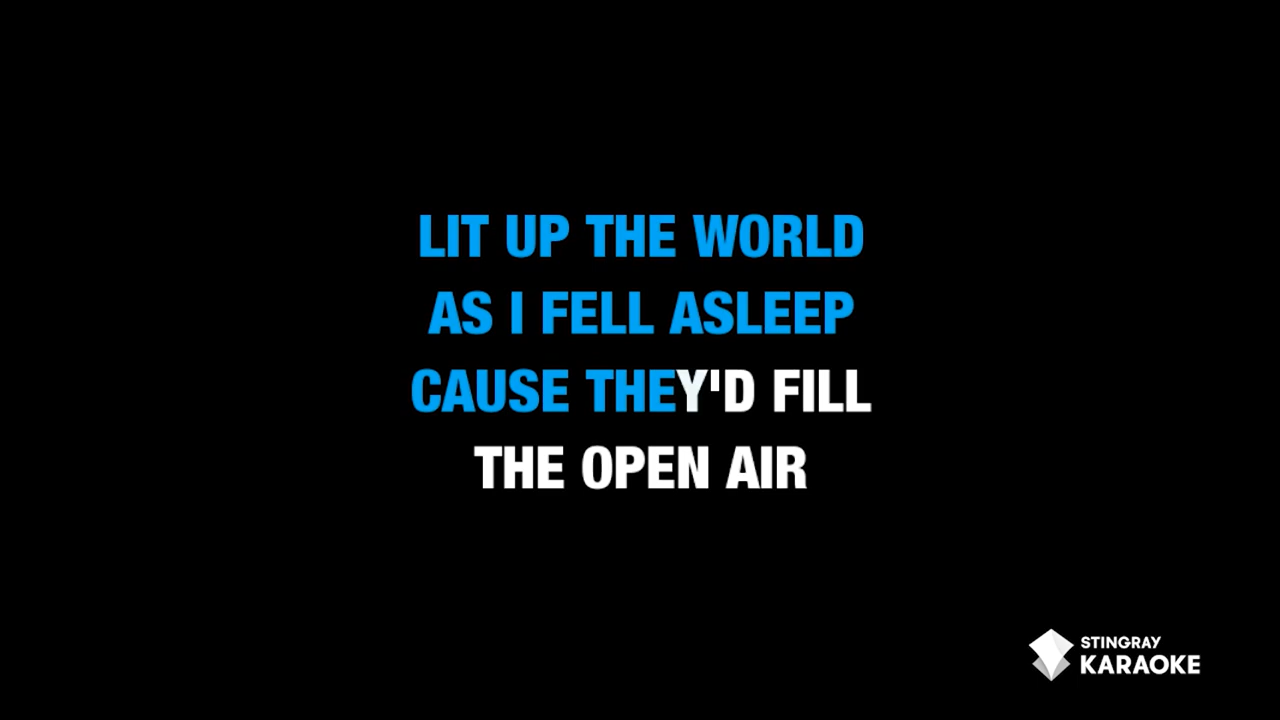 LIT UP THE WORLD
AS I FELL ASLEEP
CAUSE THEY'D FILL
THE OPEN AIR
STINGRAY
KARAOKE